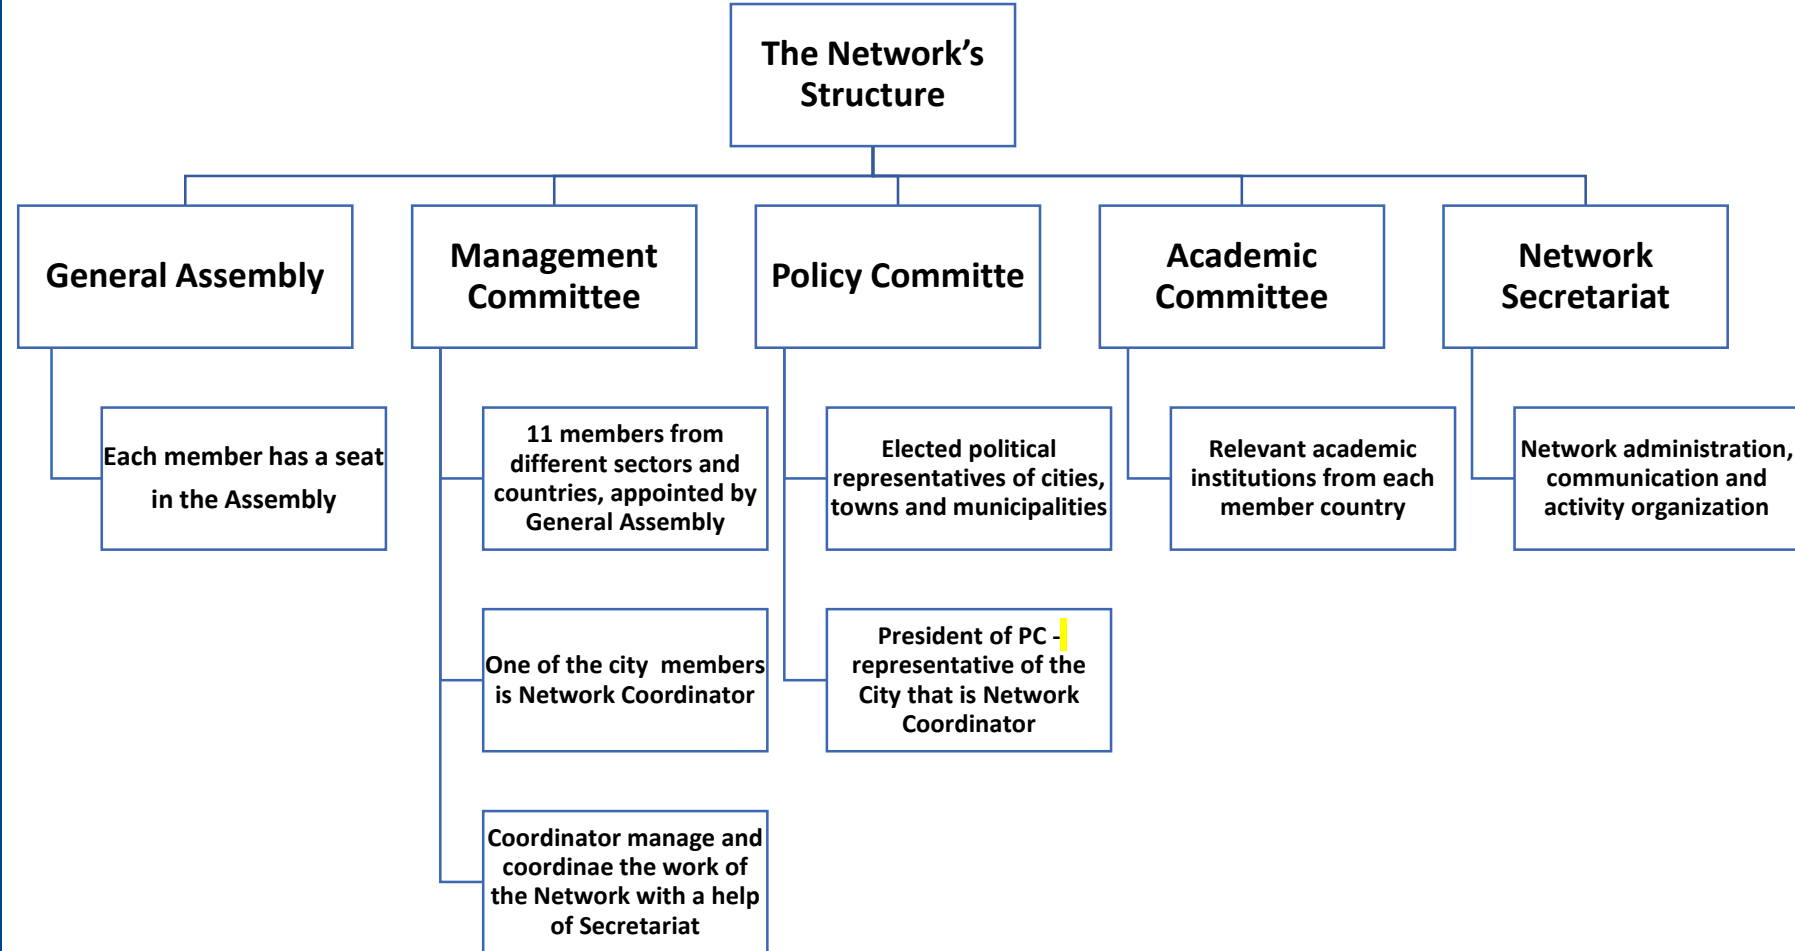 The Network’s
Structure
General Assembly
Management
Committee
Policy Committe
Academic
Committee
Network
Secretariat
Each member has a seat
in the Assembly
11 members from
different sectors and
countries, appointed by
General Assembly
One of the city  members
is Network Coordinator
Coordinator manage and
coordinae the work of
the Network with a help
of Secretariat
Elected political
representatives of cities,
towns and municipalities
President of PC -
representative of the
City that is Network
Coordinator
Relevant academic
institutions from each
member country
Network administration,
communication and
activity organization